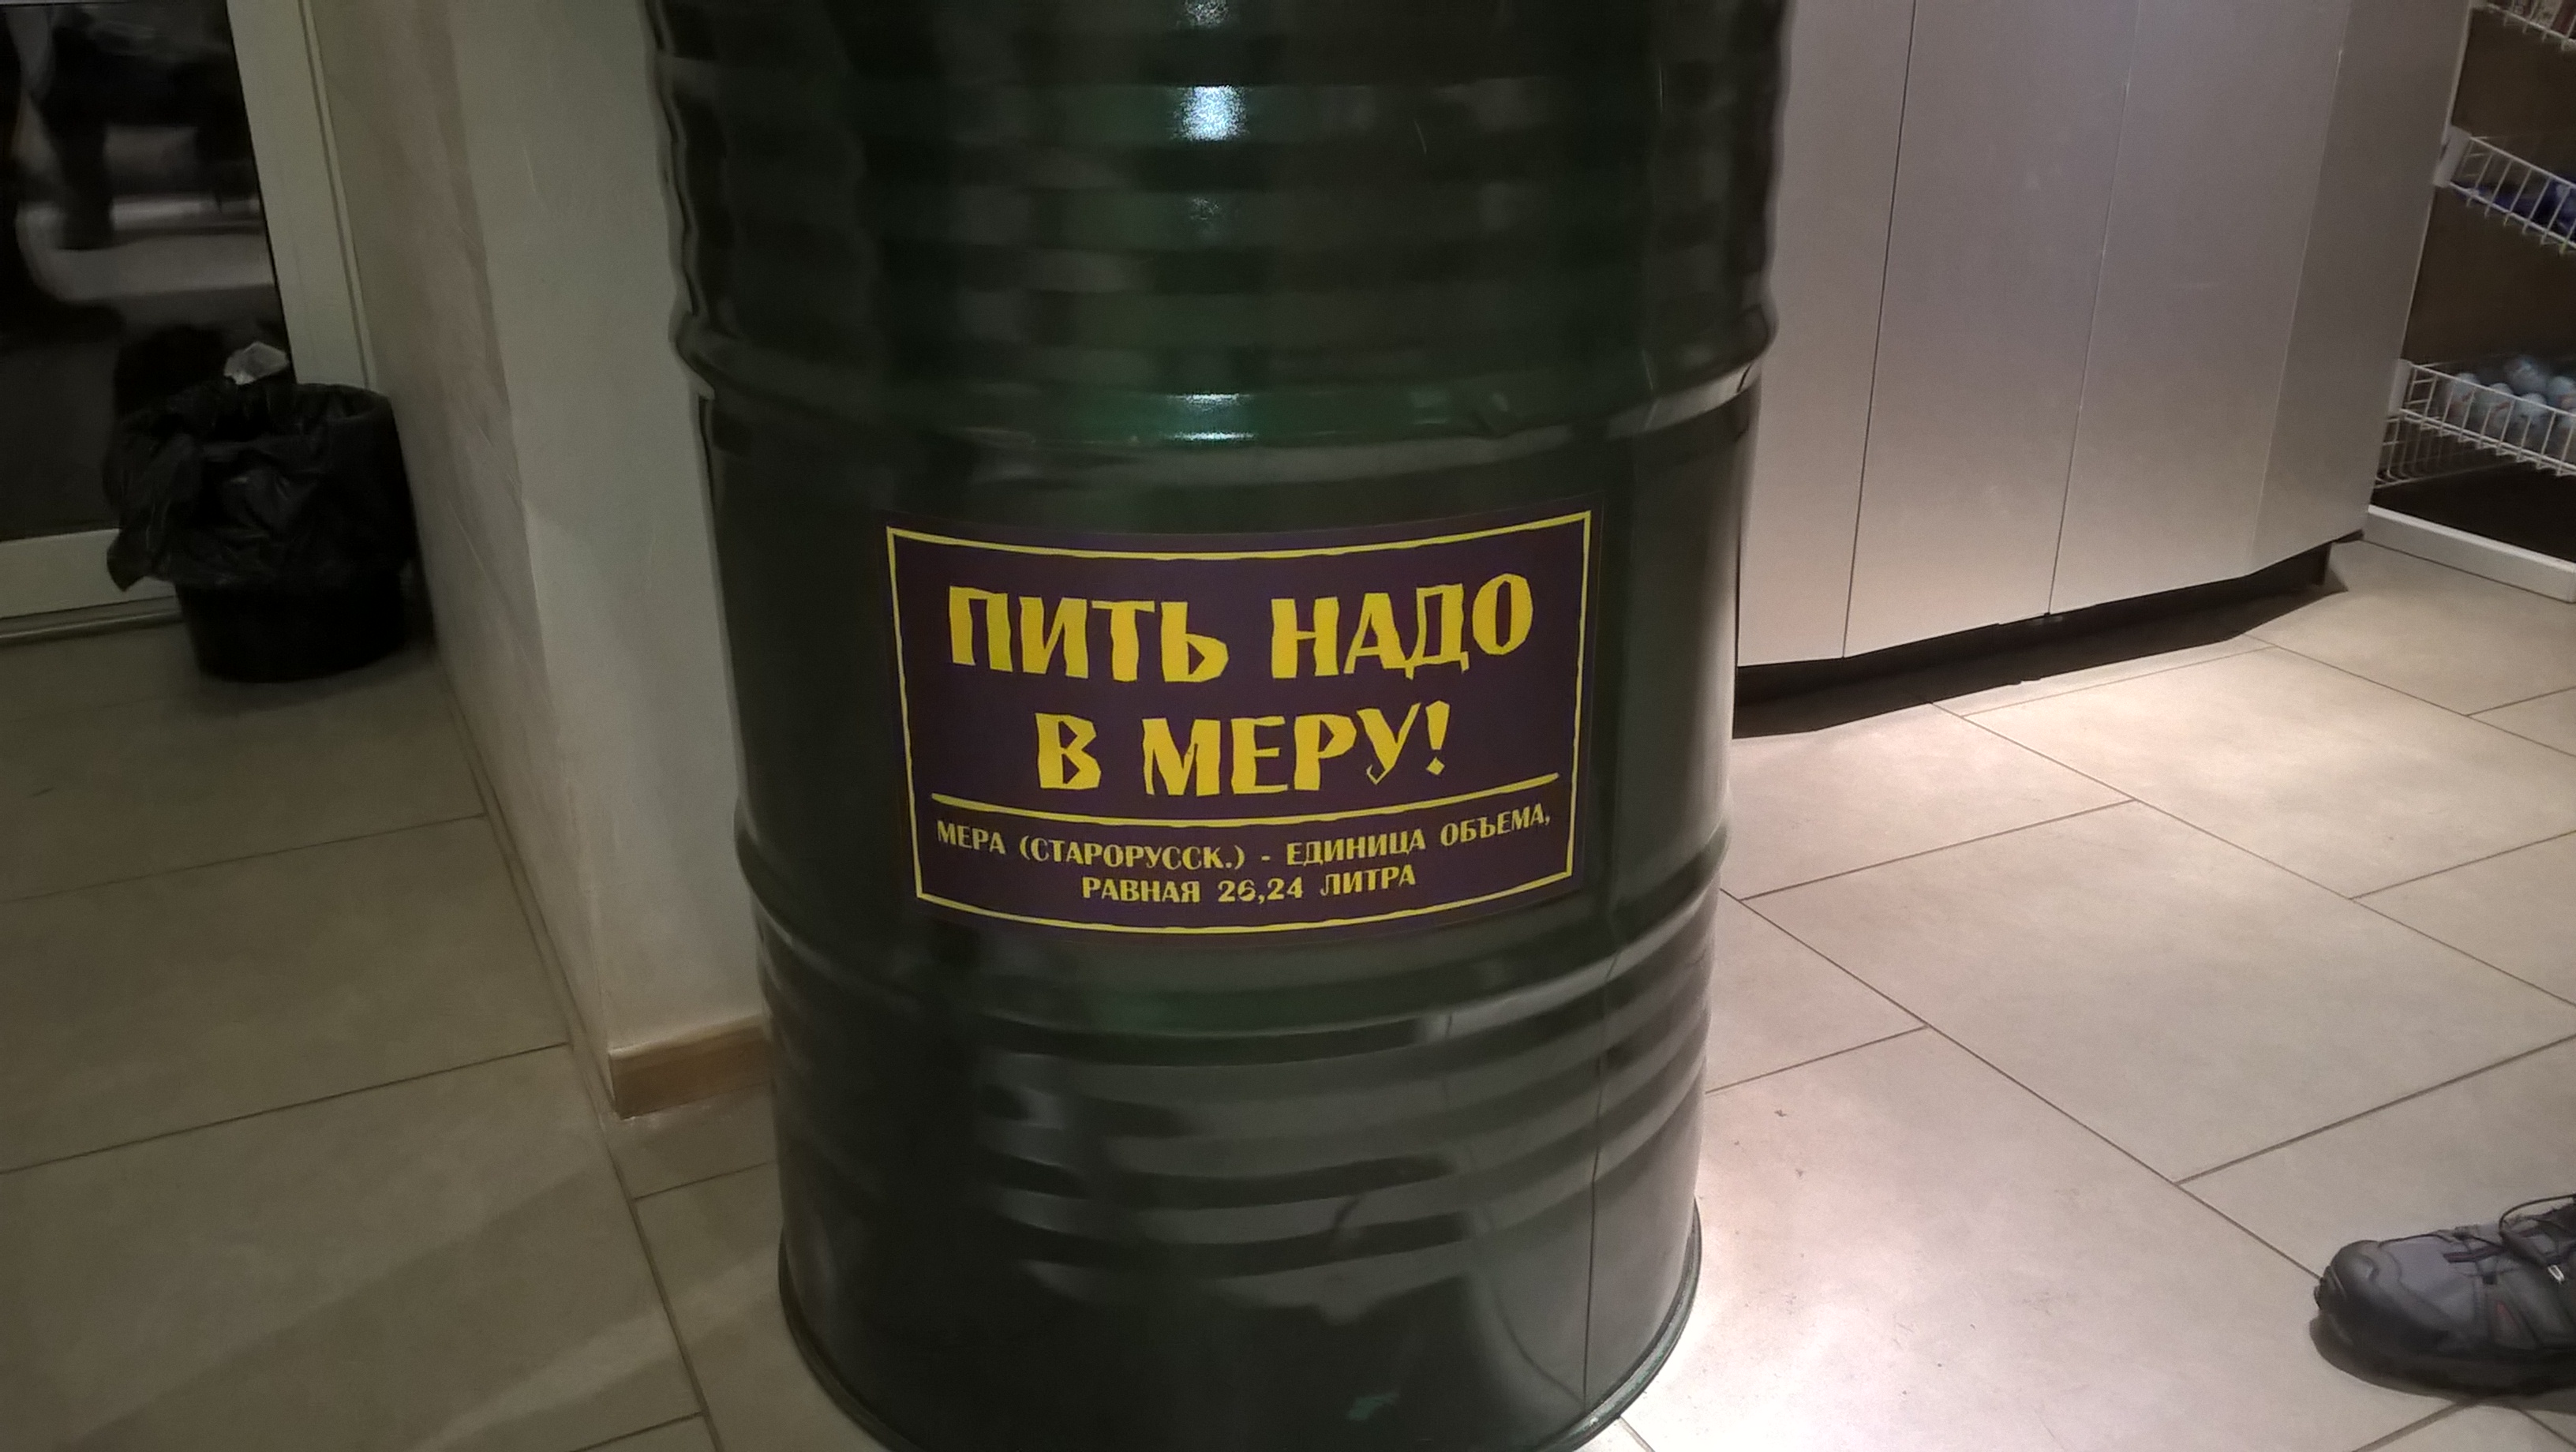 ПИТЬ НАДО
В МЕРУ!
МЕРА (СТАРОРУССК.) - ЕДИНИЦА ОБЪЕМА,
РАВНАЯ 26,24 ЛИТРА